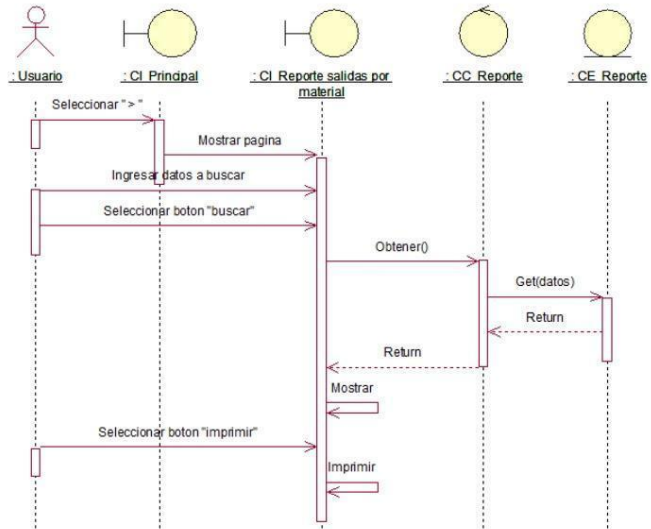 : Usuario
: CI Principal
: CI Reporte salidas por
material
: CC Reporte
: CE Reporte
Seleccionar " > "
Mostrar pagina
Ingresar datos a buscar
Seleccionar boton "buscar"
Obtener()
Get(datos)
Return
Return
Mostrar
Seleccionar boton "imprimir"
Imprimir